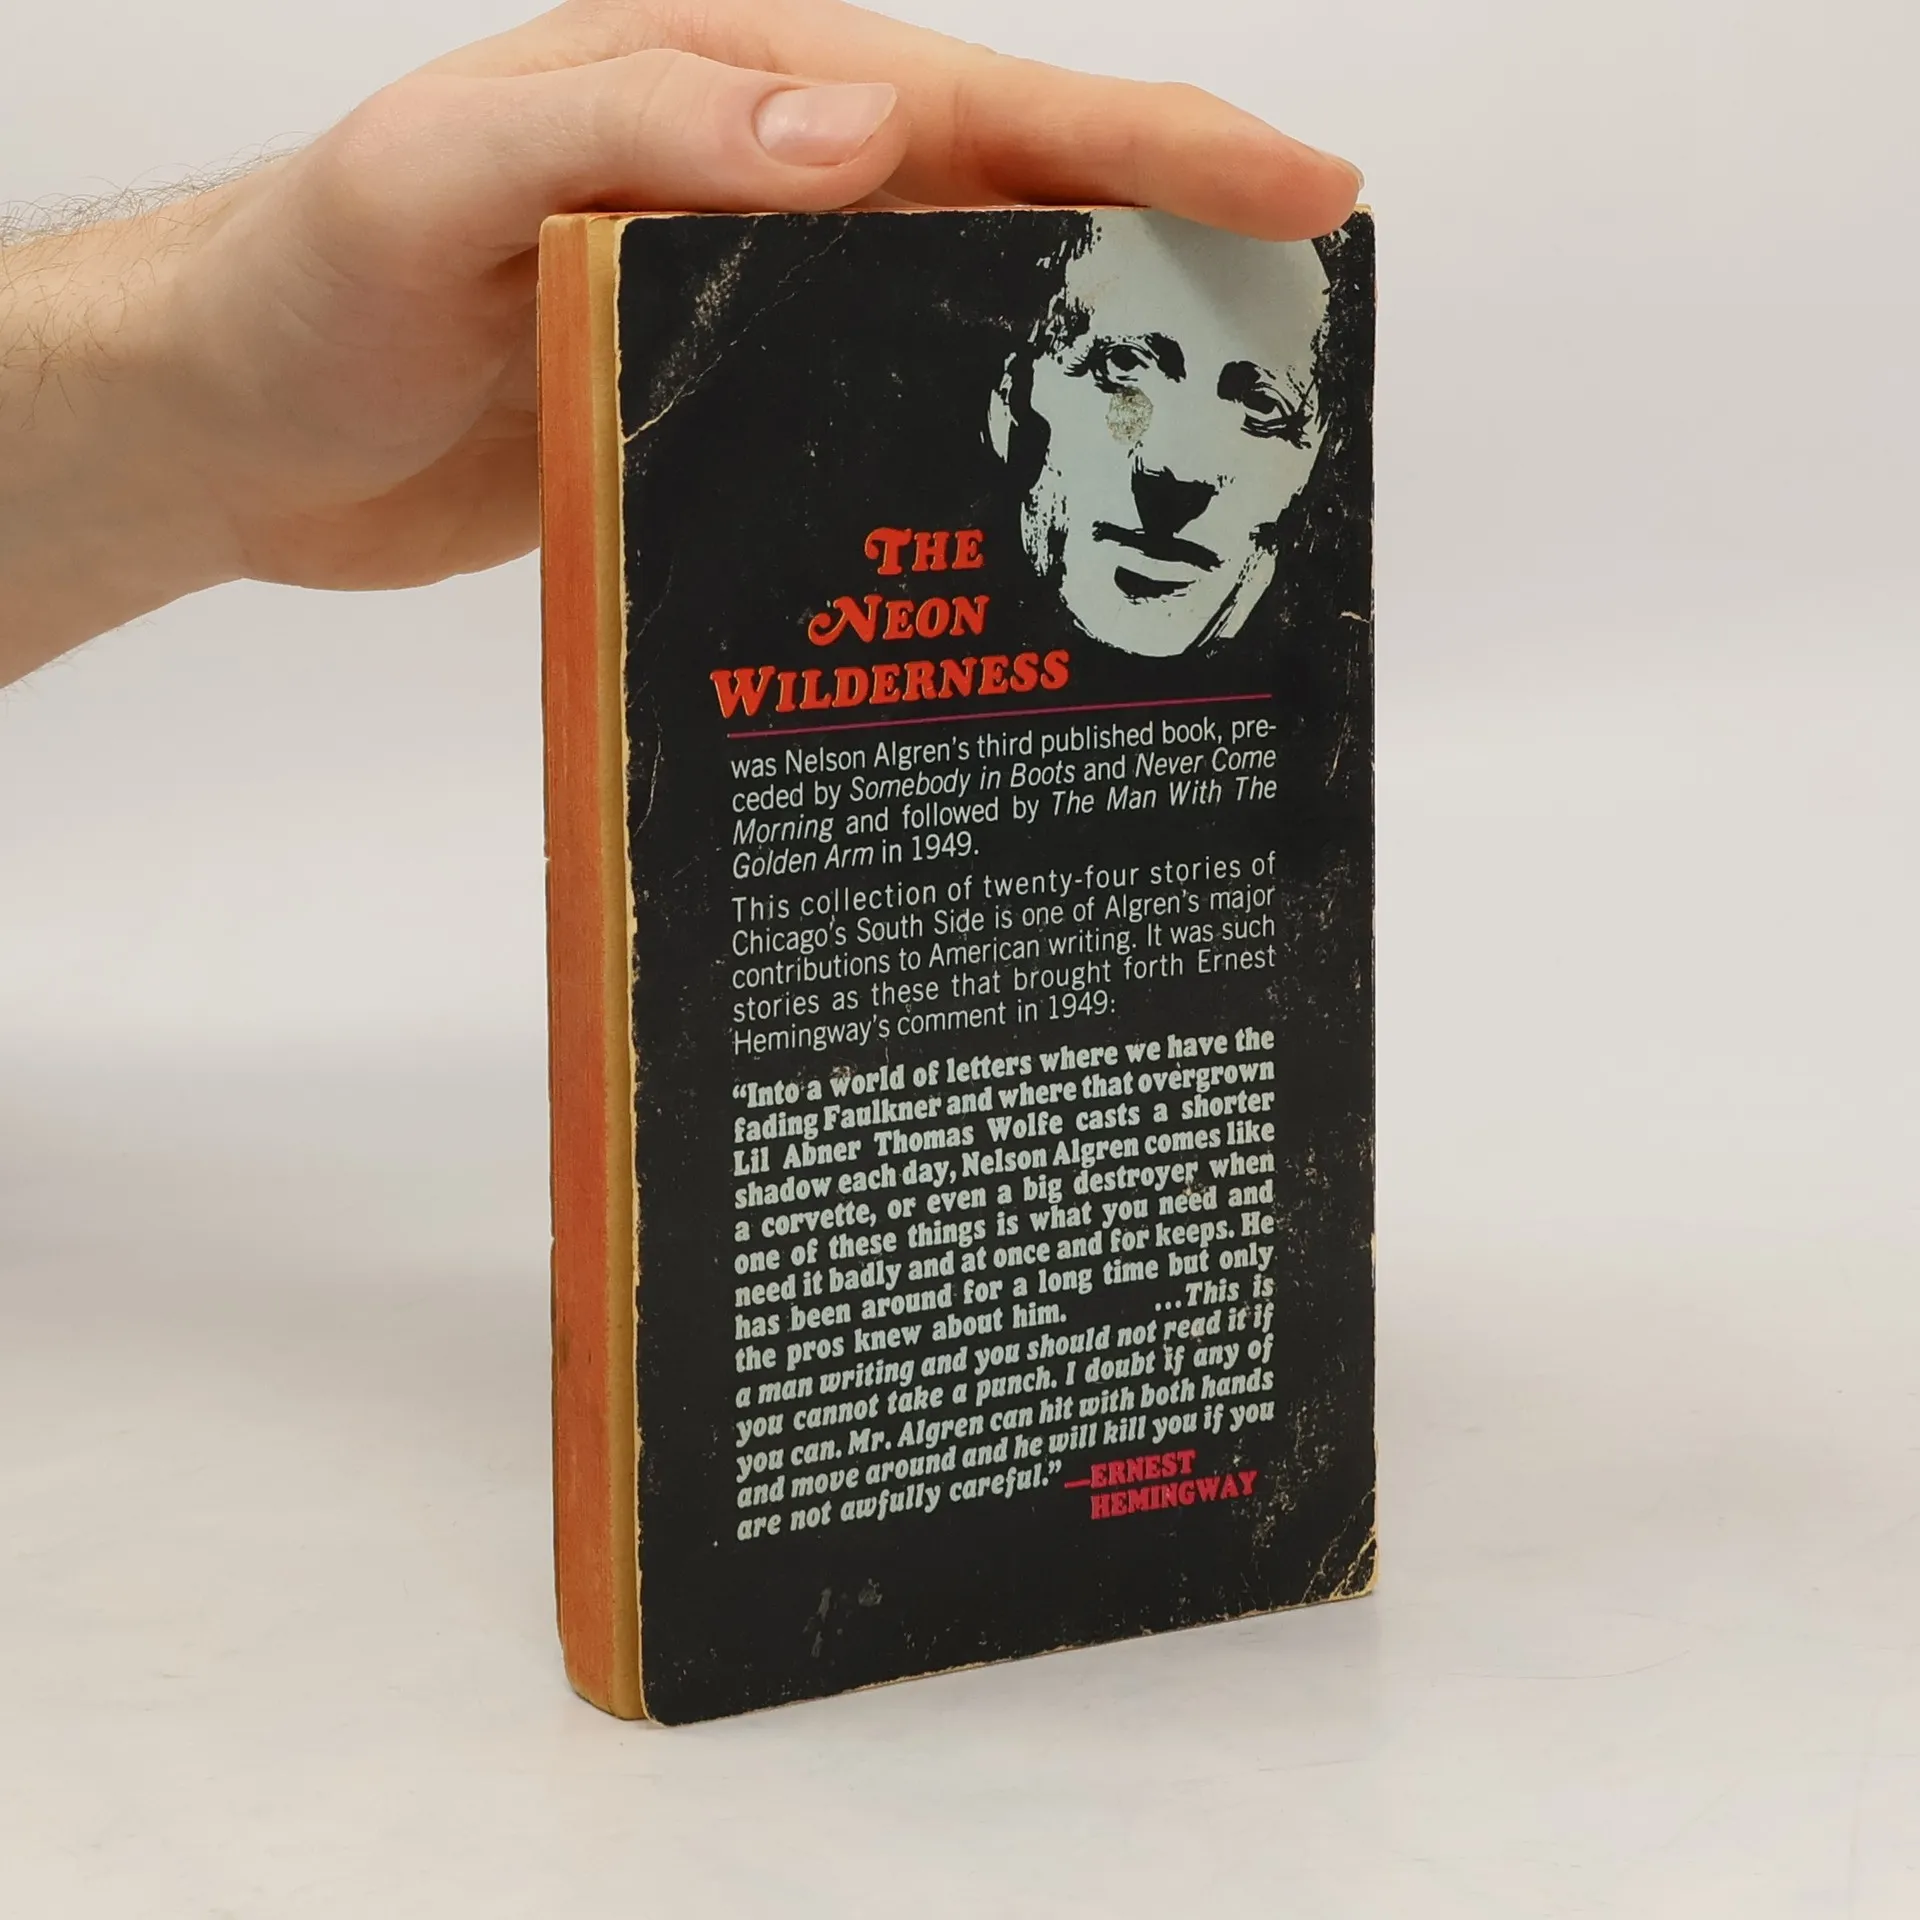 THE
NEON
WILDERNESS
was Nelson Algren's third published book, pre-
ceded by Somebody in Boots and Never Come
Morning and followed by The Man With The
Golden Arm in 1949.
This collection of twenty-four stories of
Chicago's South Side is one of Algren's major
contributions to American writing. It was such
stories as these that brought forth Ernest
Hemingway's comment in 1949:
“Into a world of letters where we have the
fading Faulkner and where that overgrown
Lil Abner Thomas Wolfe casts a shorter
shadow each day, Nelson Algren comes like
a corvette, or even a big destroyer when
one of these things is what you need and
need it badly and at once and for keeps. He
has been around for a long time but only
the pros knew about him. ...This is
a man writing and you should not read it if
you cannot take a punch. I doubt if any of
you can. Mr. Algren can hit with both hands
and move around and he will kill you if you
are not awfully careful.” —ERNEST
HEMINGWAY